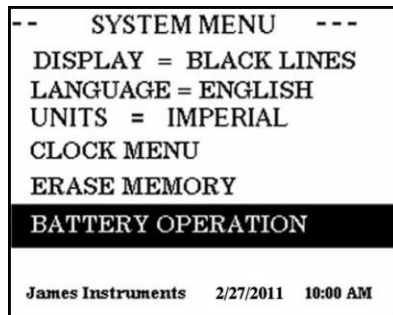 -- SYSTEM MENU ---
DISPLAY = BLACK LINES
LANGUAGE = ENGLISH
UNITS = IMPERIAL
CLOCK MENU
ERASE MEMORY
BATTERY OPERATION
James Instruments 2/27/2011 10:00 AM